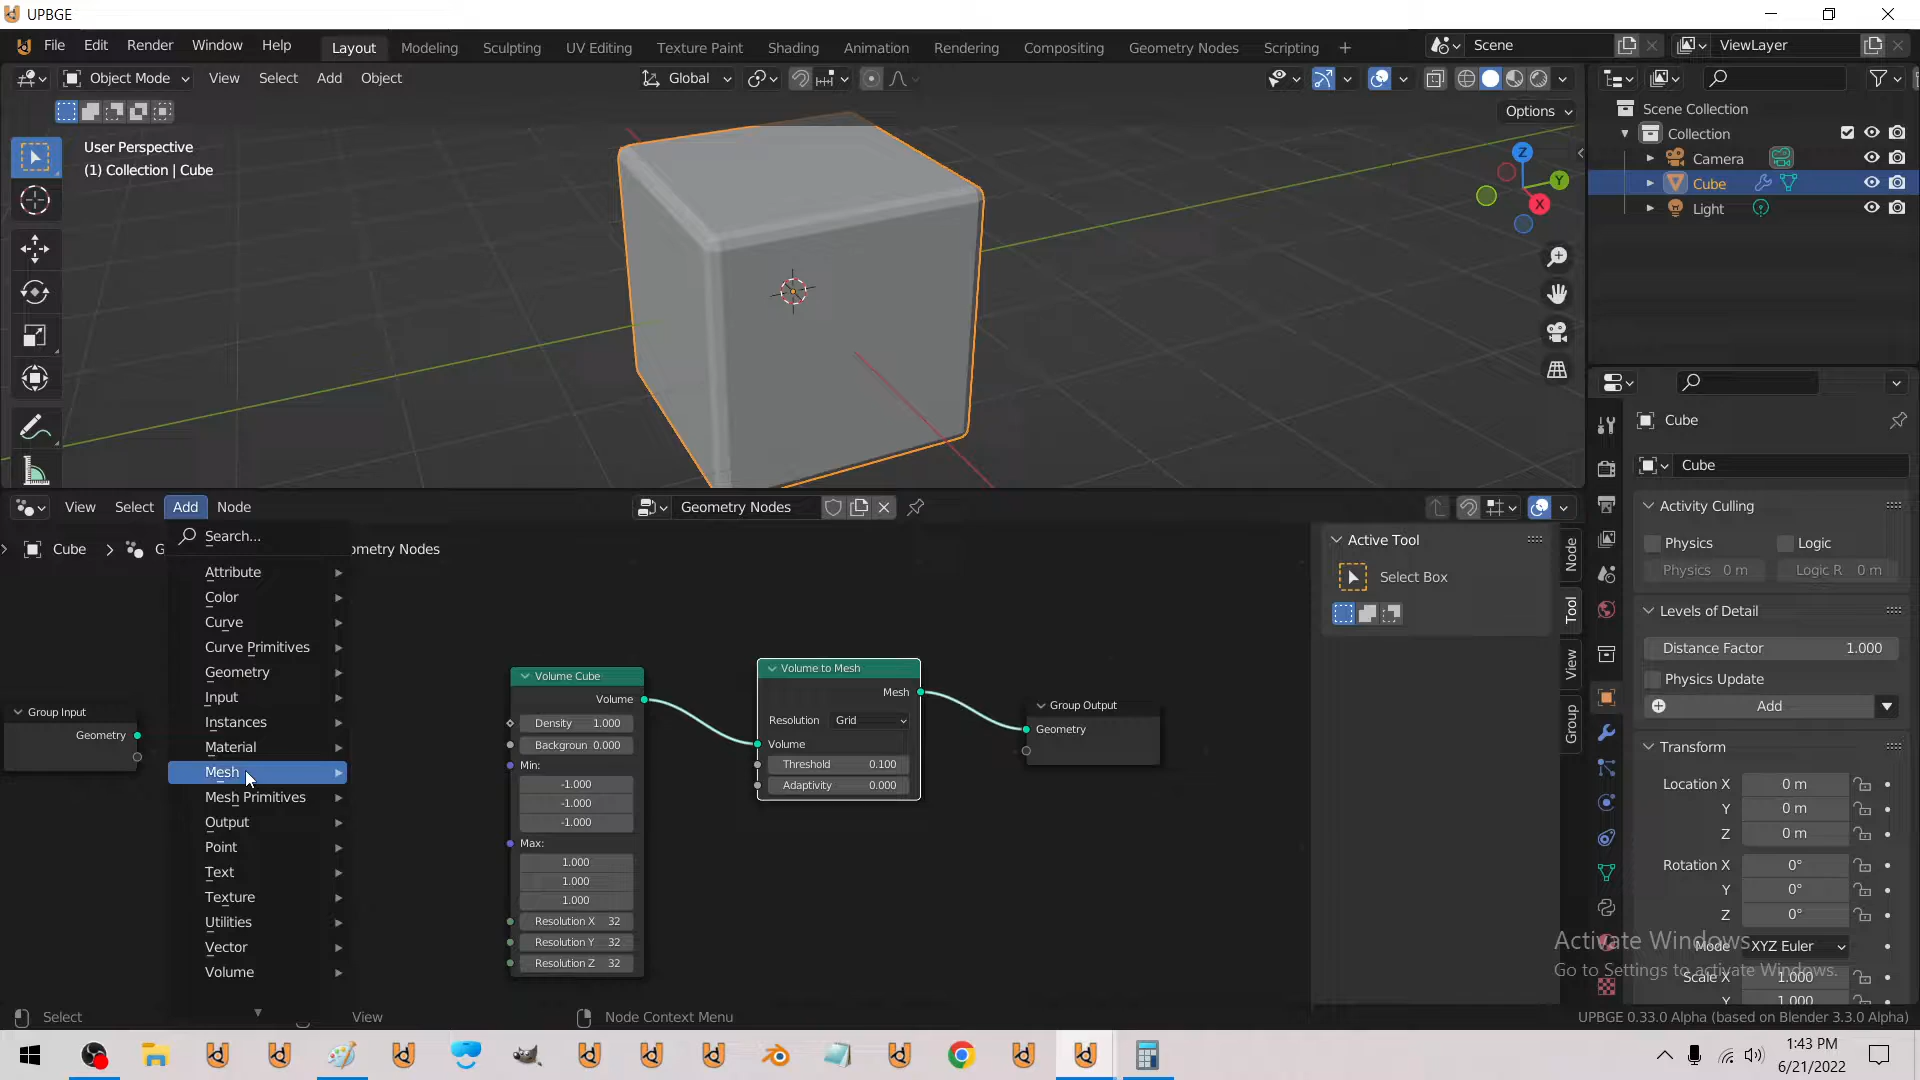 UPBGE
File Edit Render Window Help Layout Modeling Sculpting UV Editing Texture Paint Shading Animation Rendering Compositing Geometry Nodes Scripting + Scene ViewLayer
Object Mode View Select Add Object Global
Options
User Perspective
(1) Collection | Cube
Z
Y
X
Scene Collection
Collection
Camera
Cube
Light
Cube
Cube
Activity Culling
Physics Logic
Physics 0 m Logic R 0 m
Levels of Detail
Distance Factor 1.000
Physics Update
Add
Transform
Location X 0 m
Y 0 m
Z 0 m
Rotation X 0°
Y 0°
Z 0°
Mode XYZ Euler
Scale X 1.000
Y 1.000
View Select Add Node Geometry Nodes
Cube G ometry Nodes
Search...
Attribute
Color
Curve
Curve Primitives
Geometry
Input
Instances
Material
Mesh
Mesh Primitives
Output
Point
Text
Texture
Utilities
Vector
Volume
Group Input
Geometry
Volume Cube
Volume
Density 1.000
Backgroun 0.000
Min:
-1.000
-1.000
-1.000
Max:
1.000
1.000
1.000
Resolution X 32
Resolution Y 32
Resolution Z 32
Volume to Mesh
Mesh
Resolution Grid
Volume
Threshold 0.100
Adaptivity 0.000
Group Output
Geometry
Active Tool
Select Box
Node
Tool
View
Group
Activate Windows
Go to Settings to activate Windows.
Select View Node Context Menu UPBGE 0.33.0 Alpha (based on Blender 3.3.0 Alpha)
1:43 PM
6/21/2022